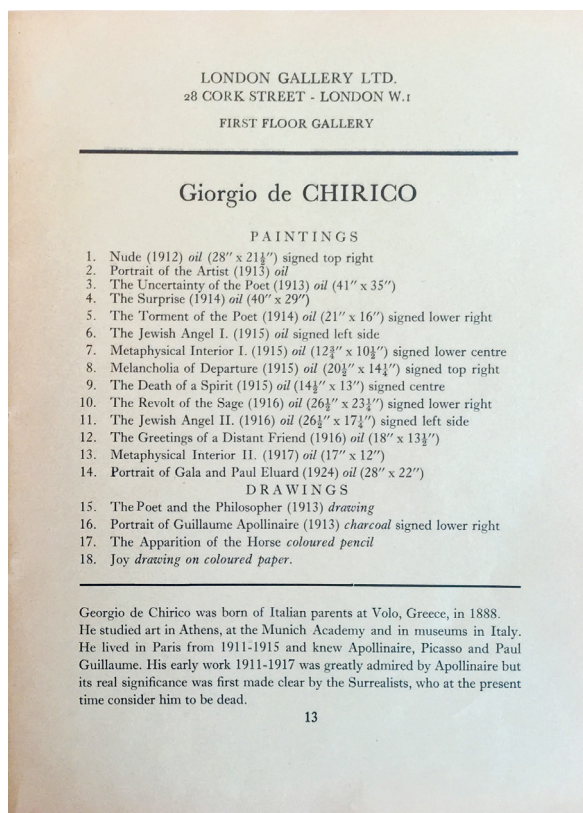 LONDON GALLERY LTD.
28 CORK STREET - LONDON W.1
FIRST FLOOR GALLERY
Giorgio de CHIRICO
PAINTINGS
1. Nude (1912) oil (28″ x 21½″) signed top right
2. Portrait of the Artist (1913) oil
3. The Uncertainty of the Poet (1913) oil (41″ x 35″)
4. The Surprise (1914) oil (40″ x 29″)
5. The Torment of the Poet (1914) oil (21″ x 16″) signed lower right
6. The Jewish Angel I. (1915) oil signed left side
7. Metaphysical Interior I. (1915) oil (12¾″ x 10½″) signed lower centre
8. Melancholia of Departure (1915) oil (20½″ x 14¼″) signed top right
9. The Death of a Spirit (1915) oil (14½″ x 13″) signed centre
10. The Revolt of the Sage (1916) oil (26½″ x 23¼″) signed lower right
11. The Jewish Angel II. (1916) oil (26½″ x 17¼″) signed left side
12. The Greetings of a Distant Friend (1916) oil (18″ x 13½″)
13. Metaphysical Interior II. (1917) oil (17″ x 12″)
14. Portrait of Gala and Paul Eluard (1924) oil (28″ x 22″)
DRAWINGS
15. The Poet and the Philosopher (1913) drawing
16. Portrait of Guillaume Apollinaire (1913) charcoal signed lower right
17. The Apparition of the Horse coloured pencil
18. Joy drawing on coloured paper.
Georgio de Chirico was born of Italian parents at Volo, Greece, in 1888.
He studied art in Athens, at the Munich Academy and in museums in Italy.
He lived in Paris from 1911-1915 and knew Apollinaire, Picasso and Paul
Guillaume. His early work 1911-1917 was greatly admired by Apollinaire but
its real significance was first made clear by the Surrealists, who at the present
time consider him to be dead.
13